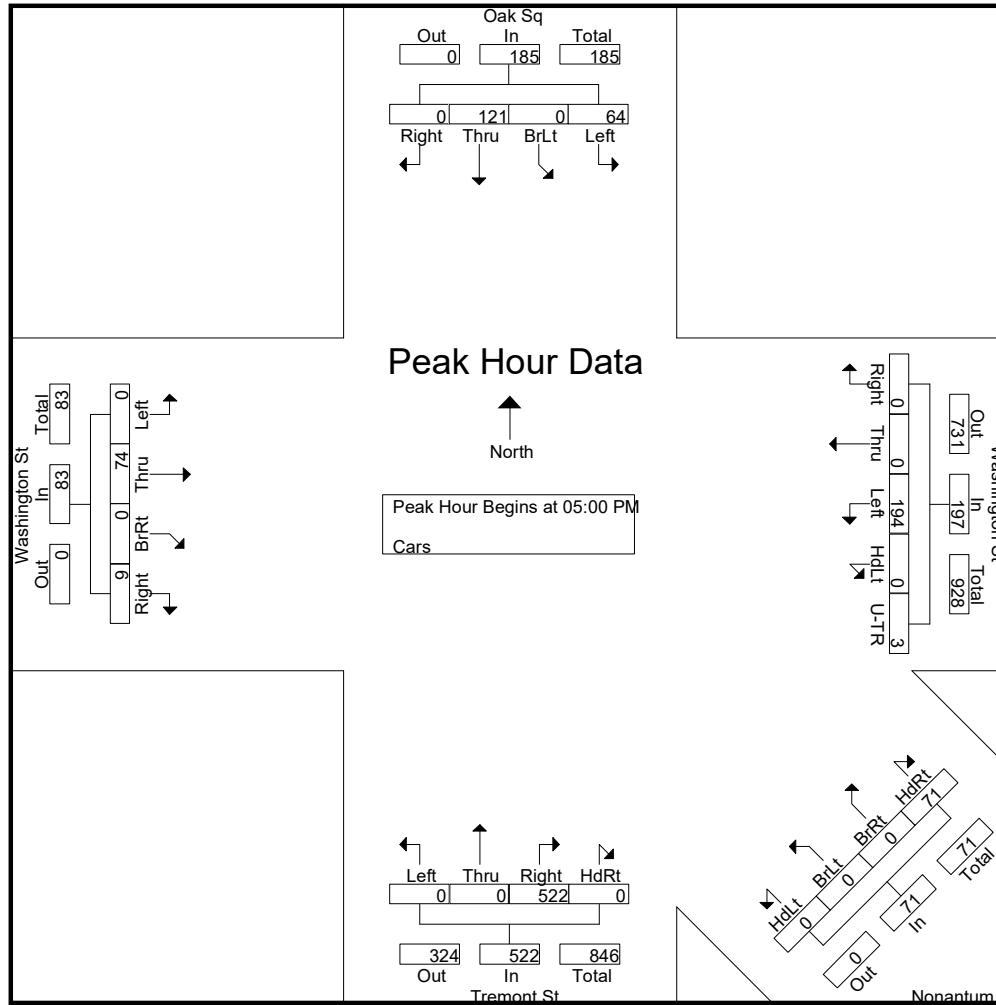 Oak Sq
Out In Total
0 185 185
0 121 0 64
Right Thru BrLt Left
Peak Hour Data
North
Peak Hour Begins at 05:00 PM
Cars
Washington St
Total In Out
83 83 0
0 74 0 9
Left Thru BrRt Right
Right Thru Left HdLt U-TR
0 0 194 0 3
Out In Total
731 197 928
Washington St
Left Thru Right HdRt
0 0 522 0
324 522 846
Out In Total
Tremont St
HdLt BrLt BrRt HdRt
0 0 0 71
0 71 71
Out In Total
Nonantum